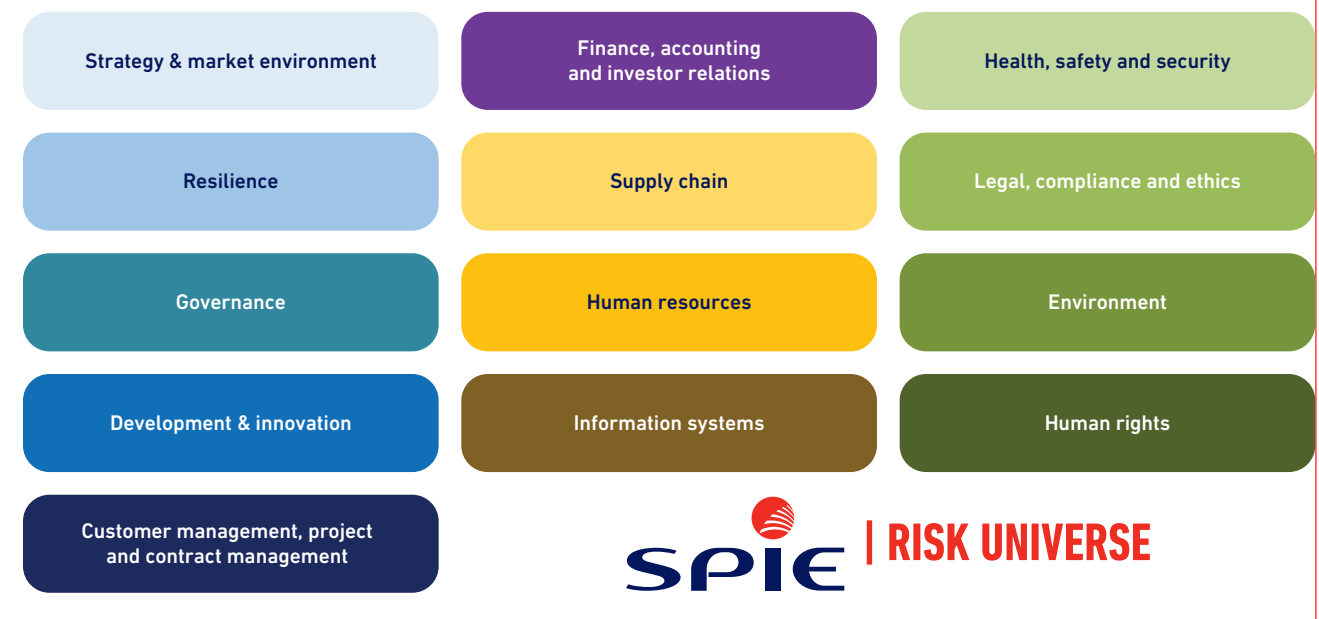 Strategy & market environment
Finance, accounting
and investor relations
Health, safety and security
Resilience
Supply chain
Legal, compliance and ethics
Governance
Human resources
Environment
Development & innovation
Information systems
Human rights
Customer management, project
and contract management
SPIE | RISK UNIVERSE